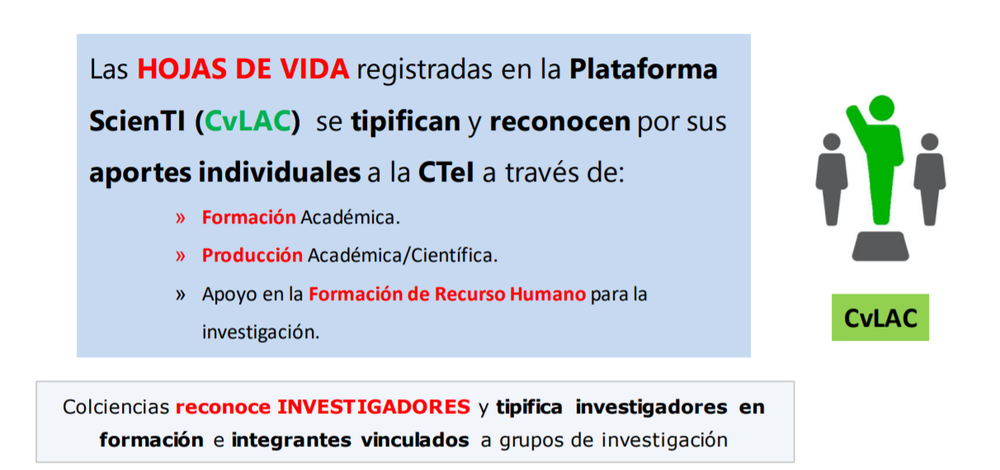 Las HOJAS DE VIDA registradas en la Plataforma
ScienTI (CvLAC) se tipifican y reconocen por sus
aportes individuales a la CTeI a través de:
» Formación Académica.
» Producción Académica/Científica.
» Apoyo en la Formación de Recurso Humano para la
investigación.
CvLAC
Colciencias reconoce INVESTIGADORES y tipifica investigadores en
formación e integrantes vinculados a grupos de investigación